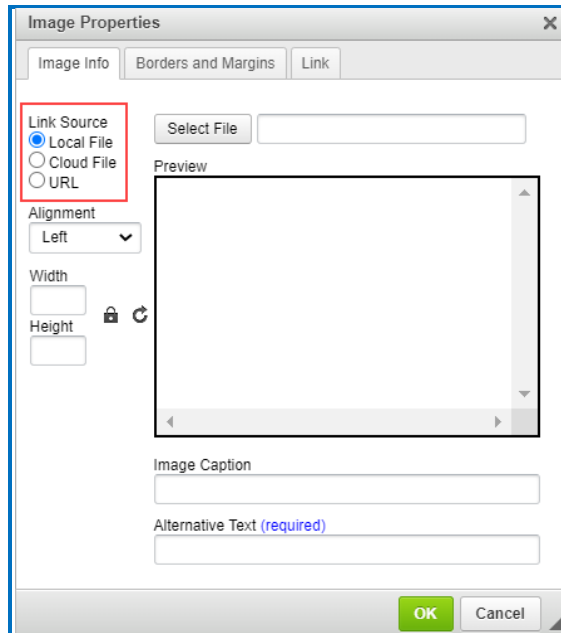 Image Properties
Image Info
Borders and Margins
Link
Link Source
Local File
Cloud File
URL
Select File
Preview
Alignment
Left
Width
Height
Image Caption
Alternative Text (required)
OK
Cancel